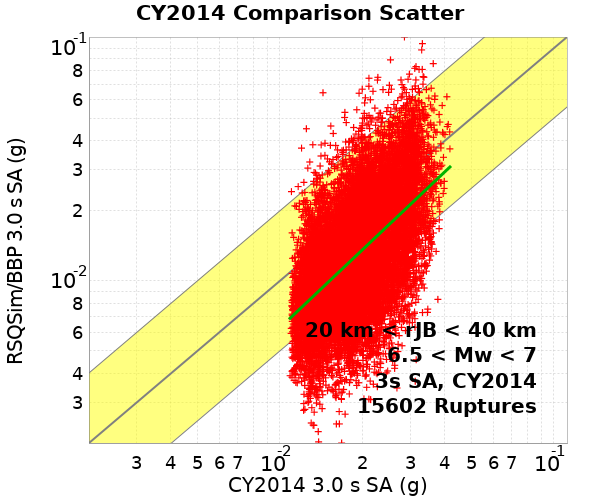 CY2014 Comparison Scatter
10-1
8
6
4
3
2
10-2
8
6
4
3
RSQSim/BBP 3.0 s SA (g)
20 km < rJB < 40 km
6.5 < Mw < 7
3s SA, CY2014
15602 Ruptures
3 4 5 6 7 10-2 2 3 4 5 6 7 10-1
CY2014 3.0 s SA (g)